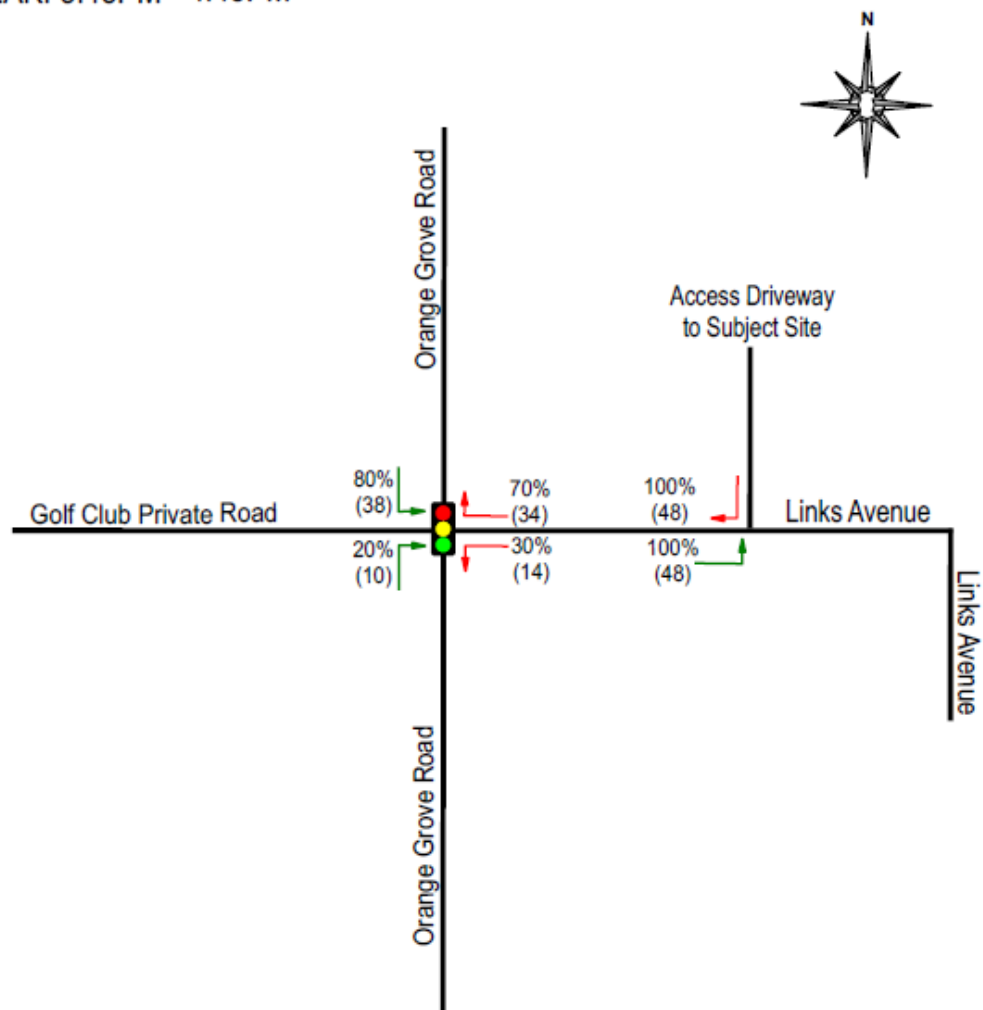 N
Orange Grove Road
Access Driveway
to Subject Site
80%
(38)
70%
(34)
100%
(48)
Golf Club Private Road
Links Avenue
20%
(10)
30%
(14)
100%
(48)
Links Avenue
Orange Grove Road